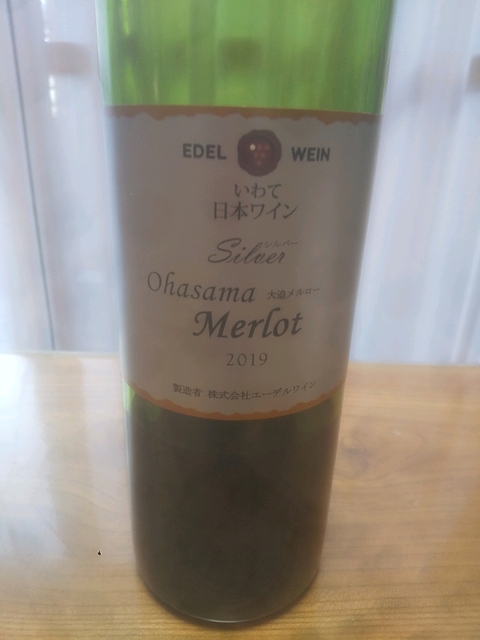 EDEL WEIN
いわて
日本ワイン
シルバー
Silver
Ohasama 大迫メルロー
Merlot
2019
製造者 株式会社エーデルワイン